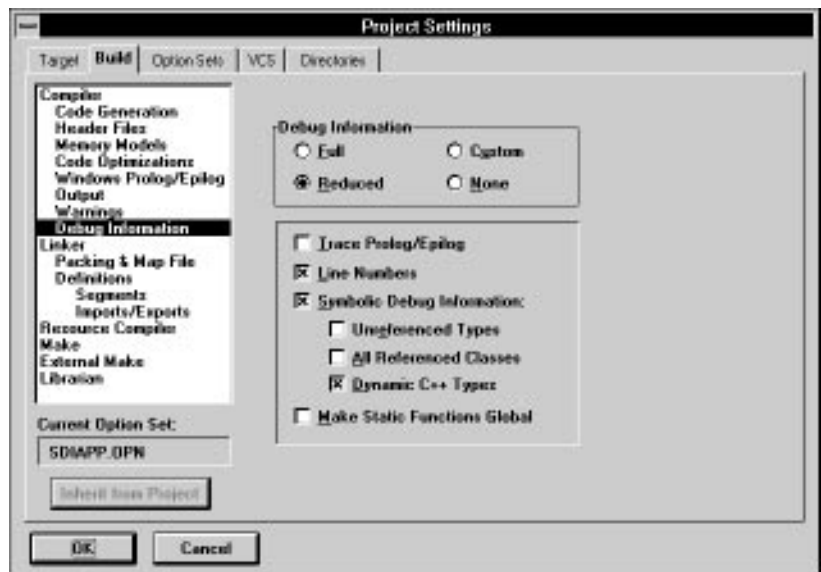 Project Settings
Target Build Option Sets VCS Directories
Compiler
Code Generation
Header Files
Memory Models
Code Optimizations
Windows Prolog/Epilog
Output
Warnings
Debug Information
Linker
Packing & Map File
Definitions
Segments
Imports/Exports
Resource Compiler
Make
External Make
Librarian
Current Option Set:
SDIAPP.OPN
Inherit from Project
Debug Information
Full Custom
Reduced None
Trace Prolog/Epilog
Line Numbers
Symbolic Debug Information:
Unreferenced Types
All Referenced Classes
Dynamic C++ Types
Make Static Functions Global
OK Cancel